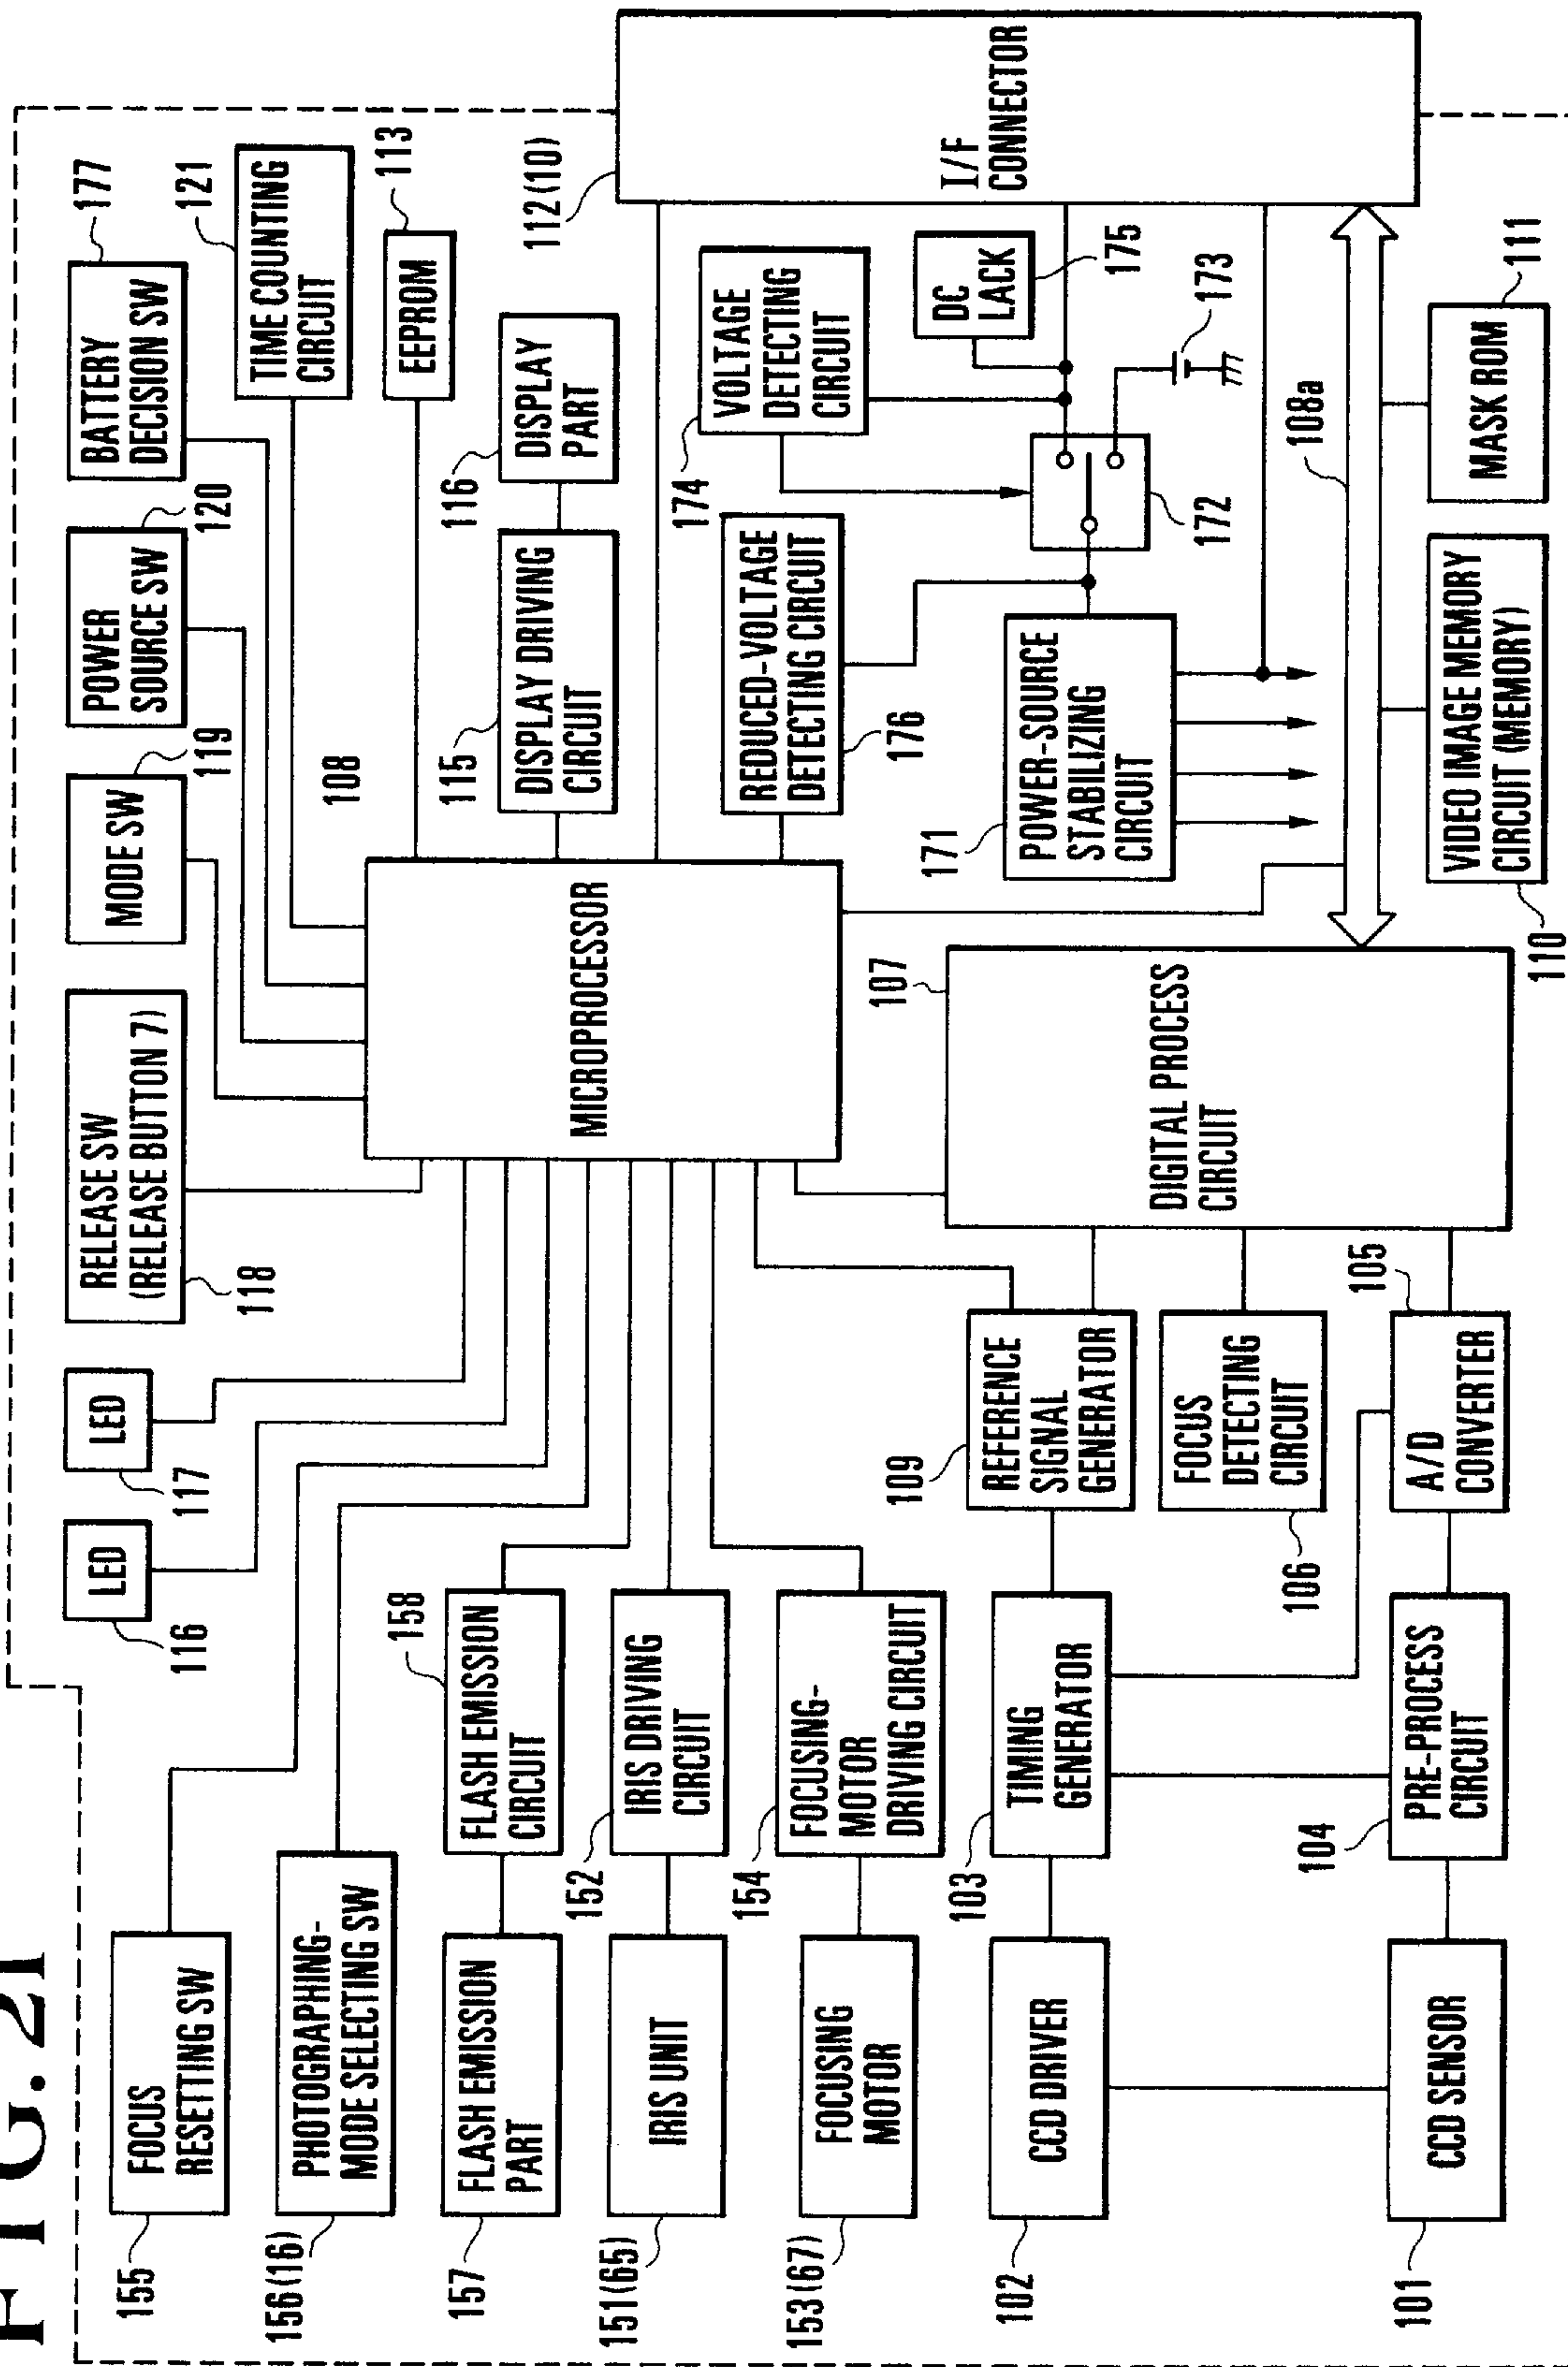 FIG. 21
LED
116
LED
117
RELEASE SW
(RELEASE BUTTON 7)
118
MODE SW
119
POWER
SOURCE SW
120
BATTERY
DECISION SW
177
TIME COUNTING
CIRCUIT
121
EEPROM
113
108
MICROPROCESSOR
FOCUS
RESETTING SW
155
PHOTOGRAPHING-
MODE SELECTING SW
156(16)
FLASH EMISSION
PART
157
FLASH EMISSION
CIRCUIT
158
IRIS UNIT
151(65)
IRIS DRIVING
CIRCUIT
152
FOCUSING
MOTOR
153(67)
FOCUSING-
MOTOR
DRIVING CIRCUIT
154
DISPLAY DRIVING
CIRCUIT
115
DISPLAY
PART
116
112(10)
I/F
CONNECTOR
REDUCED-VOLTAGE
DETECTING CIRCUIT
176
VOLTAGE
DETECTING
CIRCUIT
174
DC
LACK
175
173
172
POWER-SOURCE
STABILIZING
CIRCUIT
171
108a
CCD DRIVER
102
TIMING
GENERATOR
103
REFERENCE
SIGNAL
GENERATOR
109
FOCUS
DETECTING
CIRCUIT
106
DIGITAL PROCESS
CIRCUIT
107
CCD SENSOR
101
PRE-PROCESS
CIRCUIT
104
A/D
CONVERTER
105
VIDEO IMAGE MEMORY
CIRCUIT (MEMORY)
110
MASK ROM
111